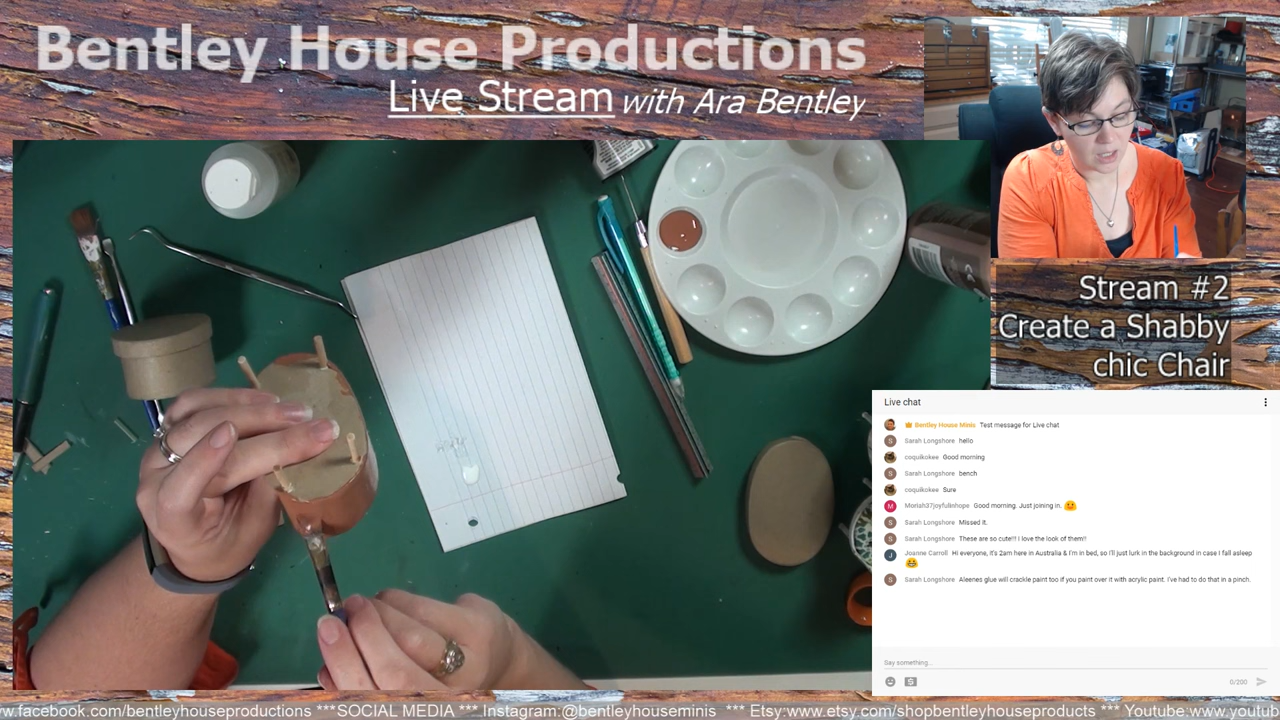 Bentley House Productions
Live Stream with Ara Bentley
Stream #2
Create a Shabby
chic Chair
Live chat
Bentley House Minis Test message for Live chat
S Sarah Longshore hello
coquikokee Good morning
S Sarah Longshore bench
coquikokee Sure
M Moriah37joyfulinhope Good morning. Just joining in.
S Sarah Longshore Missed it.
S Sarah Longshore These are so cute!!! I love the look of them!!
J Joanne Carroll Hi everyone, it's 2am here in Australia & I'm in bed, so I'll just lurk in the background in case I fall asleep
S Sarah Longshore Aleenes glue will crackle paint too if you paint over it with acrylic paint. I've had to do that in a pinch.
Say something...
0/200
w.facebook.com/bentleyhouseproductions ***SOCIAL MEDIA *** Instagram:@bentleyhouseminis *** Etsy:www.etsy.com/shopbentleyhouseproducts *** Youtube:www.youtub